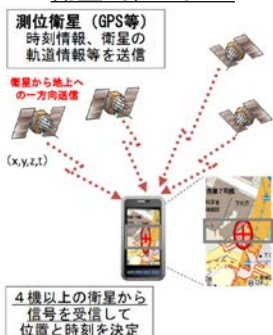 測位衛星（GPS等）
時刻情報、衛星の
軌道情報等を送信
衛星から地上へ
の一方向送信
(x,y,z,t)
４機以上の衛星から
信号を受信して
位置と時刻を決定